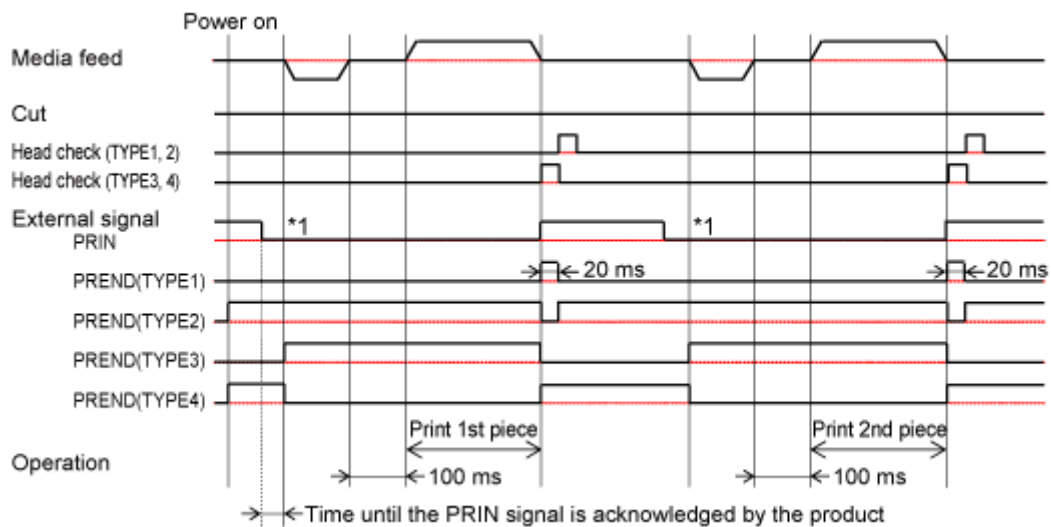 Power on
Media feed
Cut
Head check (TYPE1, 2)
Head check (TYPE3, 4)
External signal *1 *1
PRIN
PREND(TYPE1) 20 ms 20 ms
PREND(TYPE2)
PREND(TYPE3)
PREND(TYPE4)
Print 1st piece Print 2nd piece
Operation 100 ms 100 ms
Time until the PRIN signal is acknowledged by the product